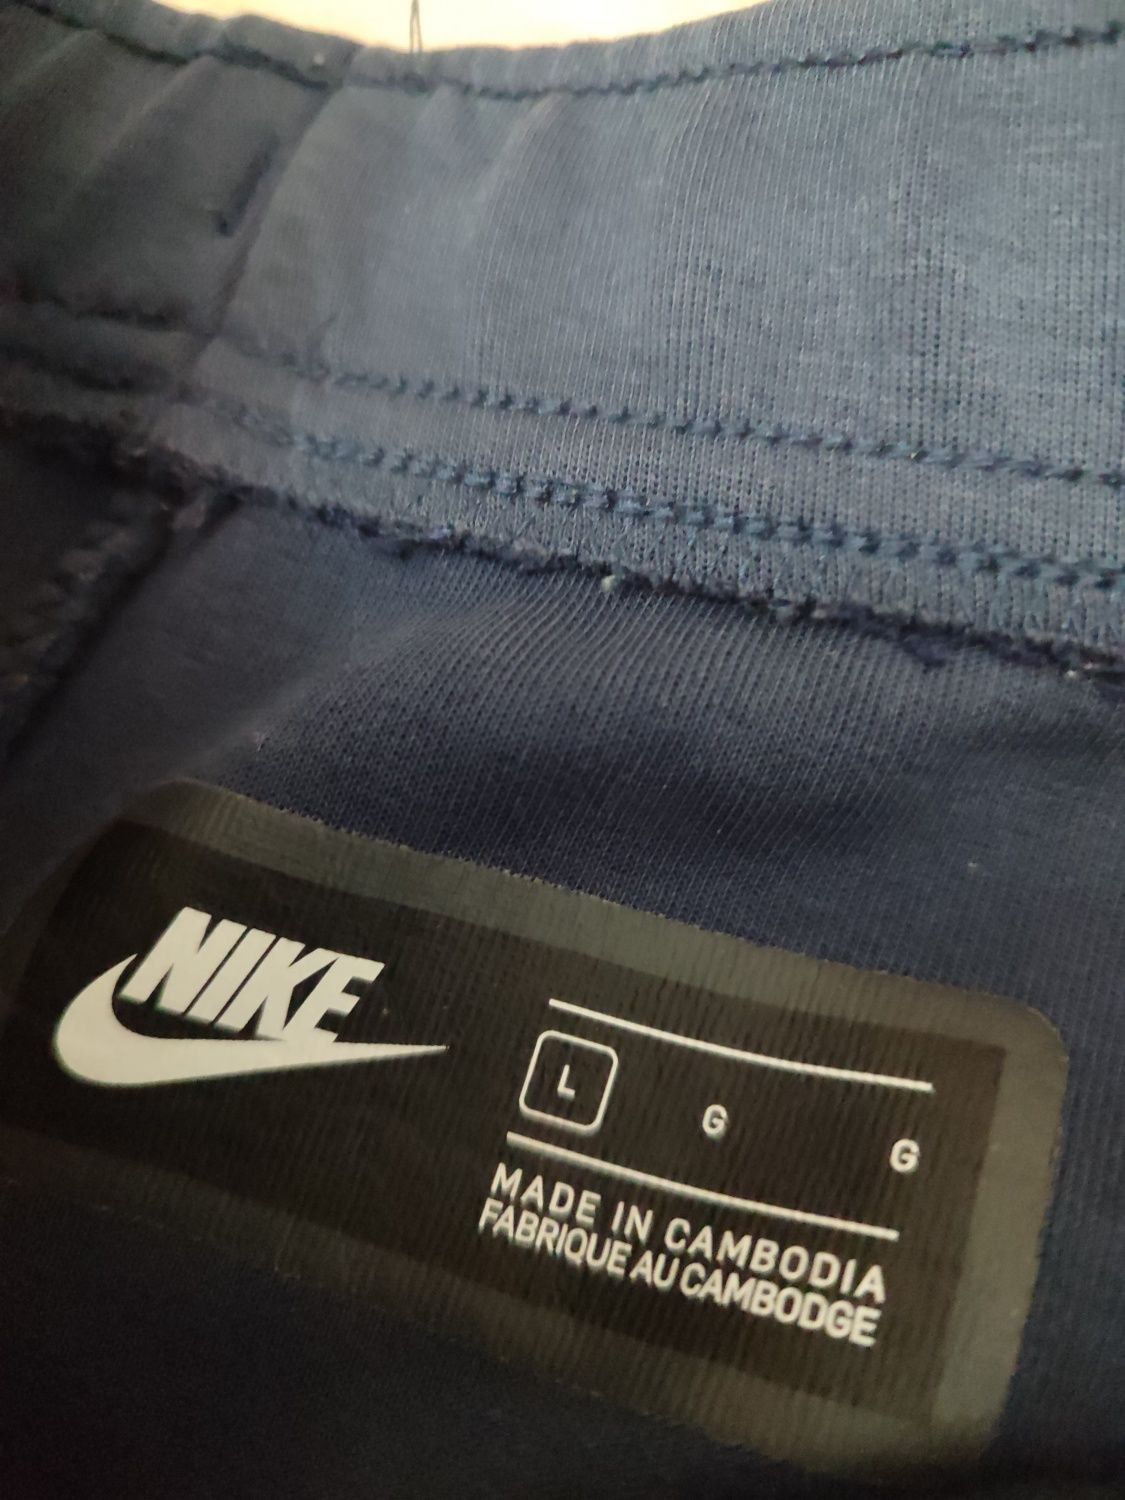 NIKE
L G G
MADE IN CAMBODIA
FABRIQUE AU CAMBODGE